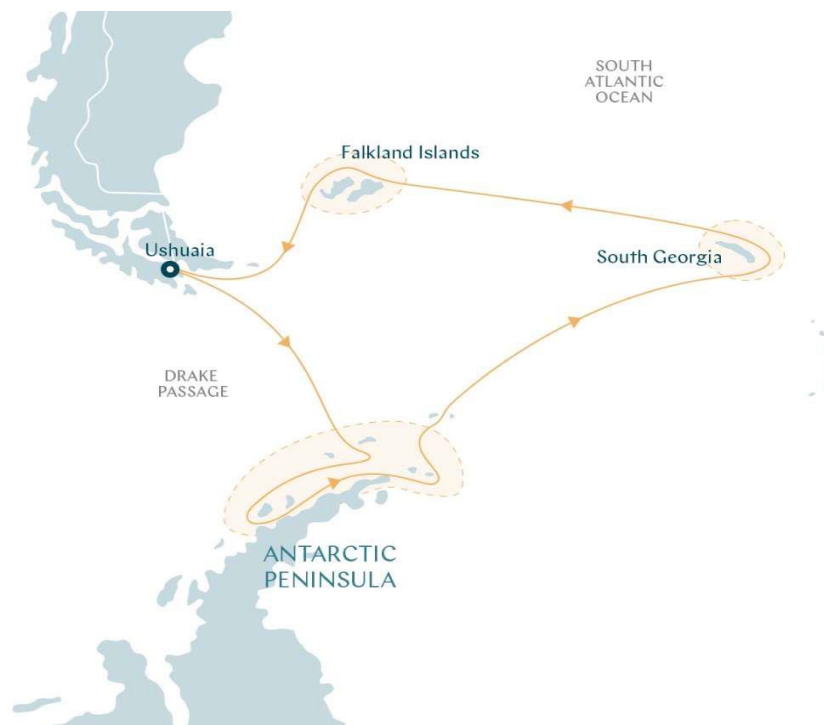 SOUTH
ATLANTIC
OCEAN
Falkland Islands
Ushuaia
South Georgia
DRAKE
PASSAGE
ANTARCTIC
PENINSULA